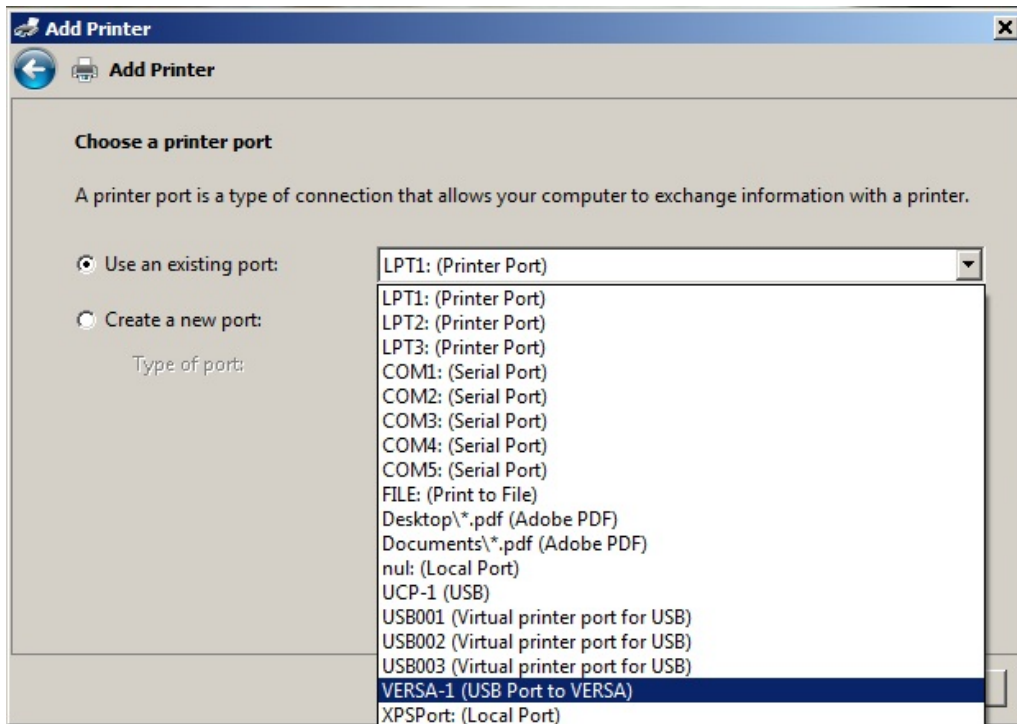 Add Printer
Add Printer
Choose a printer port
A printer port is a type of connection that allows your computer to exchange information with a printer.
Use an existing port:
LPT1: (Printer Port)
Create a new port:
Type of port:
LPT1: (Printer Port)
LPT2: (Printer Port)
LPT3: (Printer Port)
COM1: (Serial Port)
COM2: (Serial Port)
COM3: (Serial Port)
COM4: (Serial Port)
COM5: (Serial Port)
FILE: (Print to File)
Desktop\*.pdf (Adobe PDF)
Documents\*.pdf (Adobe PDF)
nul: (Local Port)
UCP-1 (USB)
USB001 (Virtual printer port for USB)
USB002 (Virtual printer port for USB)
USB003 (Virtual printer port for USB)
VERSA-1 (USB Port to VERSA)
XPSPort: (Local Port)